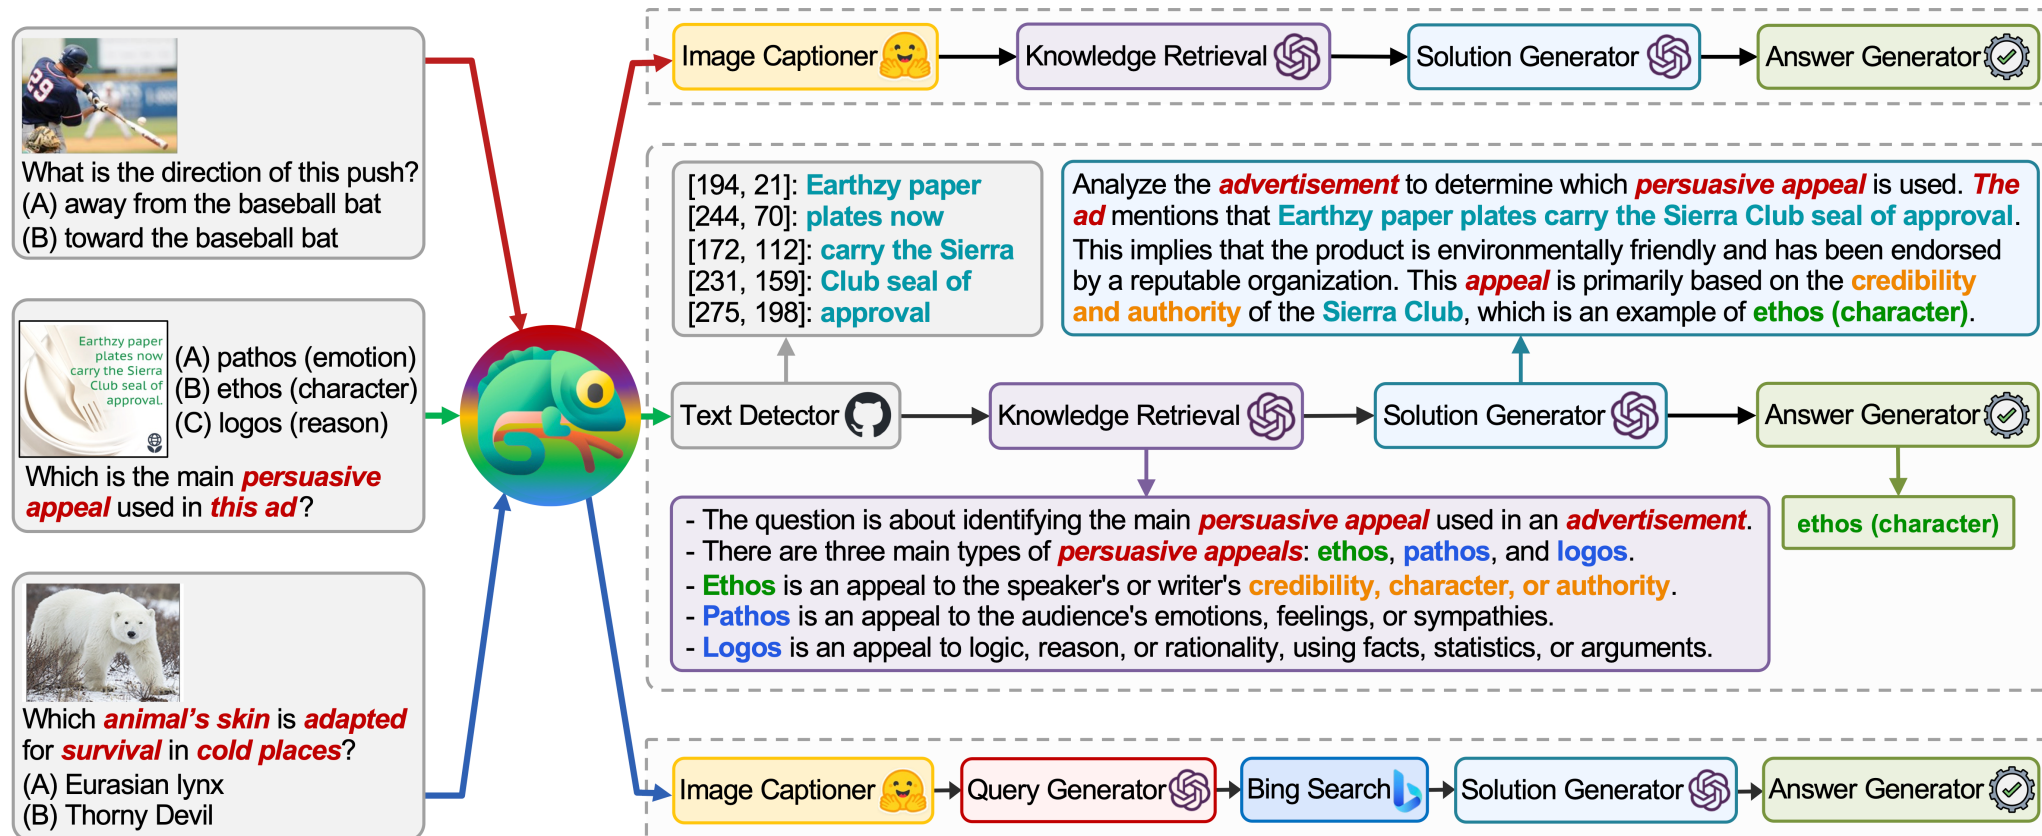 29
What is the direction of this push?
(A) away from the baseball bat
(B) toward the baseball bat
Earthzy paper
plates now
carry the Sierra
Club seal of
approval.
(A) pathos (emotion)
(B) ethos (character)
(C) logos (reason)
Which is the main persuasive
appeal used in this ad?
Which animal's skin is adapted
for survival in cold places?
(A) Eurasian lynx
(B) Thorny Devil
Image Captioner
Knowledge Retrieval
Solution Generator
Answer Generator
[194, 21]: Earthzy paper
[244, 70]: plates now
[172, 112]: carry the Sierra
[231, 159]: Club seal of
[275, 198]: approval
Analyze the advertisement to determine which persuasive appeal is used. The
ad mentions that Earthzy paper plates carry the Sierra Club seal of approval.
This implies that the product is environmentally friendly and has been endorsed
by a reputable organization. This appeal is primarily based on the credibility
and authority of the Sierra Club, which is an example of ethos (character).
Text Detector
Knowledge Retrieval
Solution Generator
Answer Generator
- The question is about identifying the main persuasive appeal used in an advertisement.
- There are three main types of persuasive appeals: ethos, pathos, and logos.
- Ethos is an appeal to the speaker's or writer's credibility, character, or authority.
- Pathos is an appeal to the audience's emotions, feelings, or sympathies.
- Logos is an appeal to logic, reason, or rationality, using facts, statistics, or arguments.
ethos (character)
Image Captioner
Query Generator
Bing Search
Solution Generator
Answer Generator